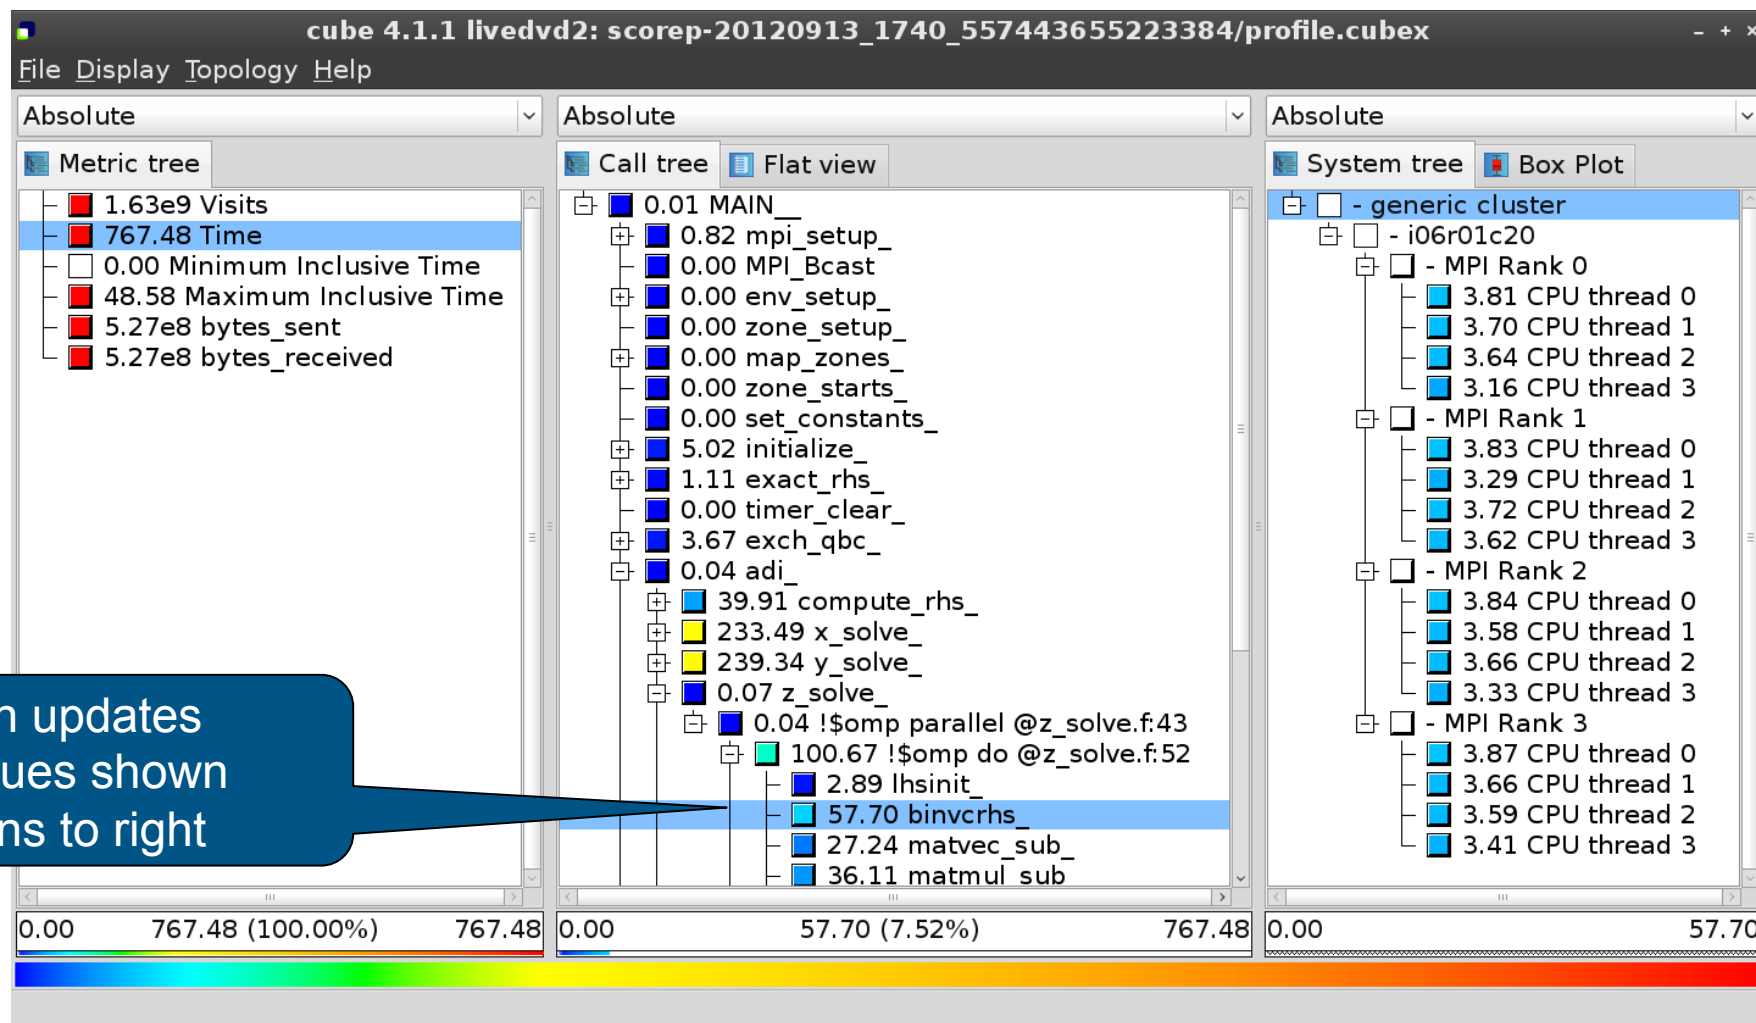 cube 4.1.1 livedvd2: scorep-20120913_1740_557443655223384/profile.cubex
File Display Topology Help
Absolute
Metric tree
1.63e9 Visits
767.48 Time
0.00 Minimum Inclusive Time
48.58 Maximum Inclusive Time
5.27e8 bytes_sent
5.27e8 bytes_received
updates
shown
to right
0.00 767.48 (100.00%) 767.48
Absolute
Call tree Flat view
0.01 MAIN__
0.82 mpi_setup_
0.00 MPI_Bcast
0.00 env_setup_
0.00 zone_setup_
0.00 map_zones_
0.00 zone_starts_
0.00 set_constants_
5.02 initialize_
1.11 exact_rhs_
0.00 timer_clear_
3.67 exch_qbc_
0.04 adi_
39.91 compute_rhs_
233.49 x_solve_
239.34 y_solve_
0.07 z_solve_
0.04 !$omp parallel @z_solve.f:43
100.67 !$omp do @z_solve.f:52
2.89 lhsinit_
57.70 binvcrhs_
27.24 matvec_sub_
36.11 matmul sub
0.00 57.70 (7.52%) 767.48
Absolute
System tree Box Plot
- generic cluster
- i06r01c20
- MPI Rank 0
3.81 CPU thread 0
3.70 CPU thread 1
3.64 CPU thread 2
3.16 CPU thread 3
- MPI Rank 1
3.83 CPU thread 0
3.29 CPU thread 1
3.72 CPU thread 2
3.62 CPU thread 3
- MPI Rank 2
3.84 CPU thread 0
3.58 CPU thread 1
3.66 CPU thread 2
3.33 CPU thread 3
- MPI Rank 3
3.87 CPU thread 0
3.66 CPU thread 1
3.59 CPU thread 2
3.41 CPU thread 3
0.00 57.70